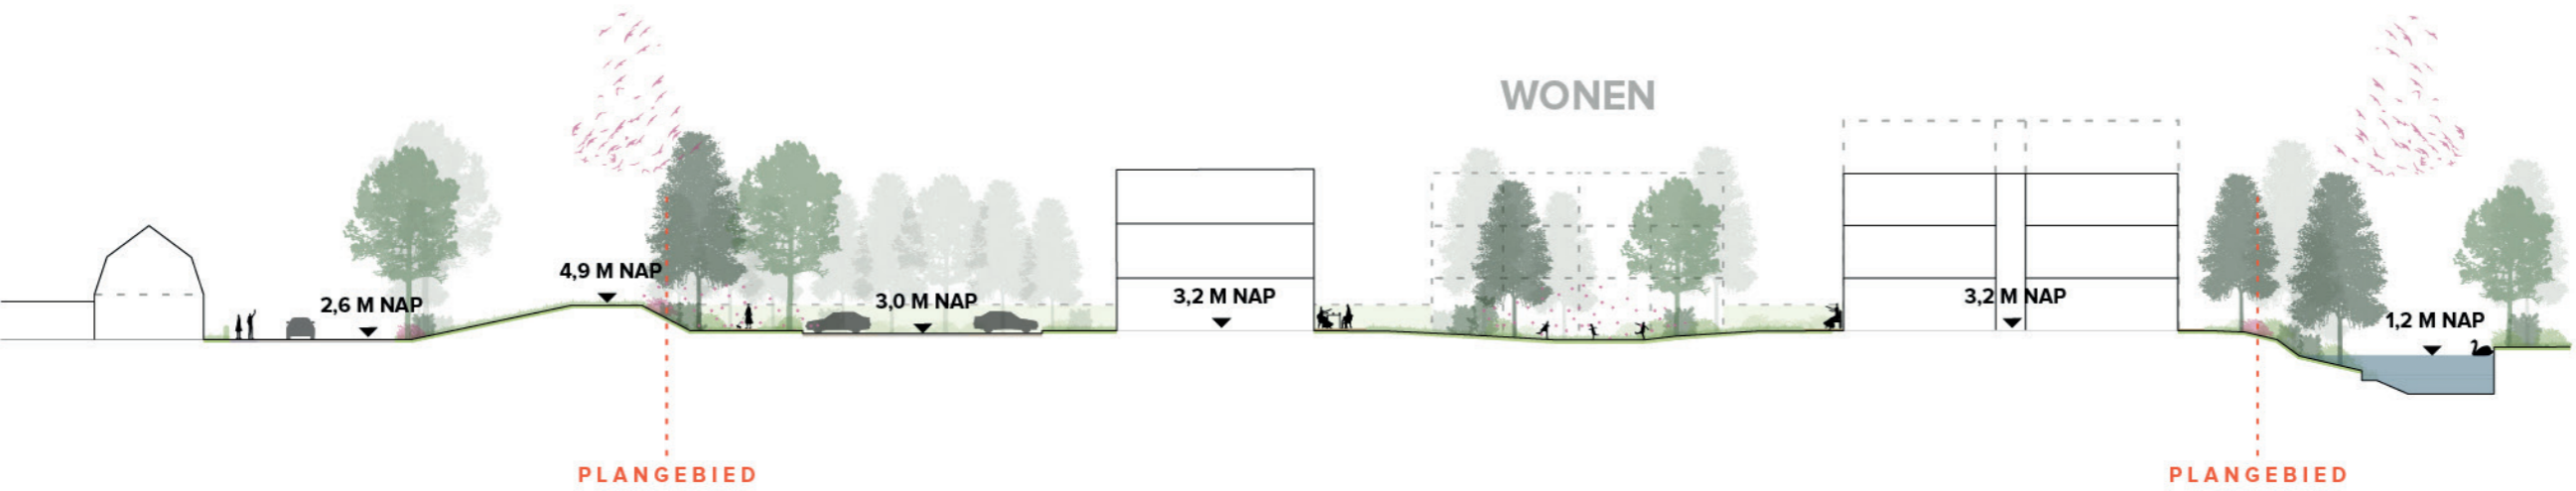 WONEN
4,9 M NAP
2,6 M NAP
3,0 M NAP
3,2 M NAP
3,2 M NAP
1,2 M NAP
PLANGEBIED
PLANGEBIED